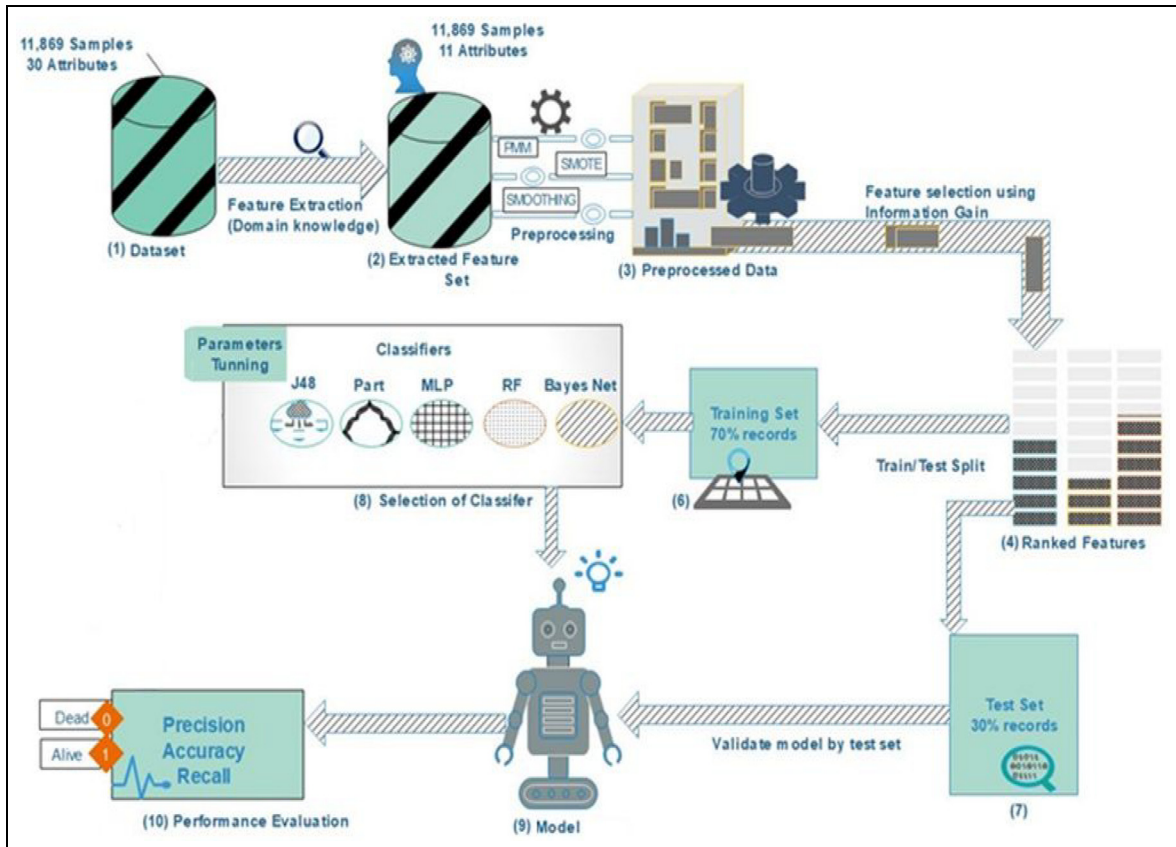 11,869 Samples
30 Attributes
11,869 Samples
11 Attributes
PMM
SMOTE
SMOOTHING
Preprocessing
Feature Extraction
(Domain knowledge)
(1) Dataset
(2) Extracted Feature
Set
(3) Preprocessed Data
Feature selection using
Information Gain
Parameters
Tunning
Classifiers
J48 Part MLP RF Bayes Net
(8) Selection of Classifer
Training Set
70% records
(6)
Train/Test Split
(4) Ranked Features
Test Set
30% records
01011
0010110
01111
(7)
Validate model by test set
(9) Model
Dead 0
Alive 1
Precision
Accuracy
Recall
(10) Performance Evaluation